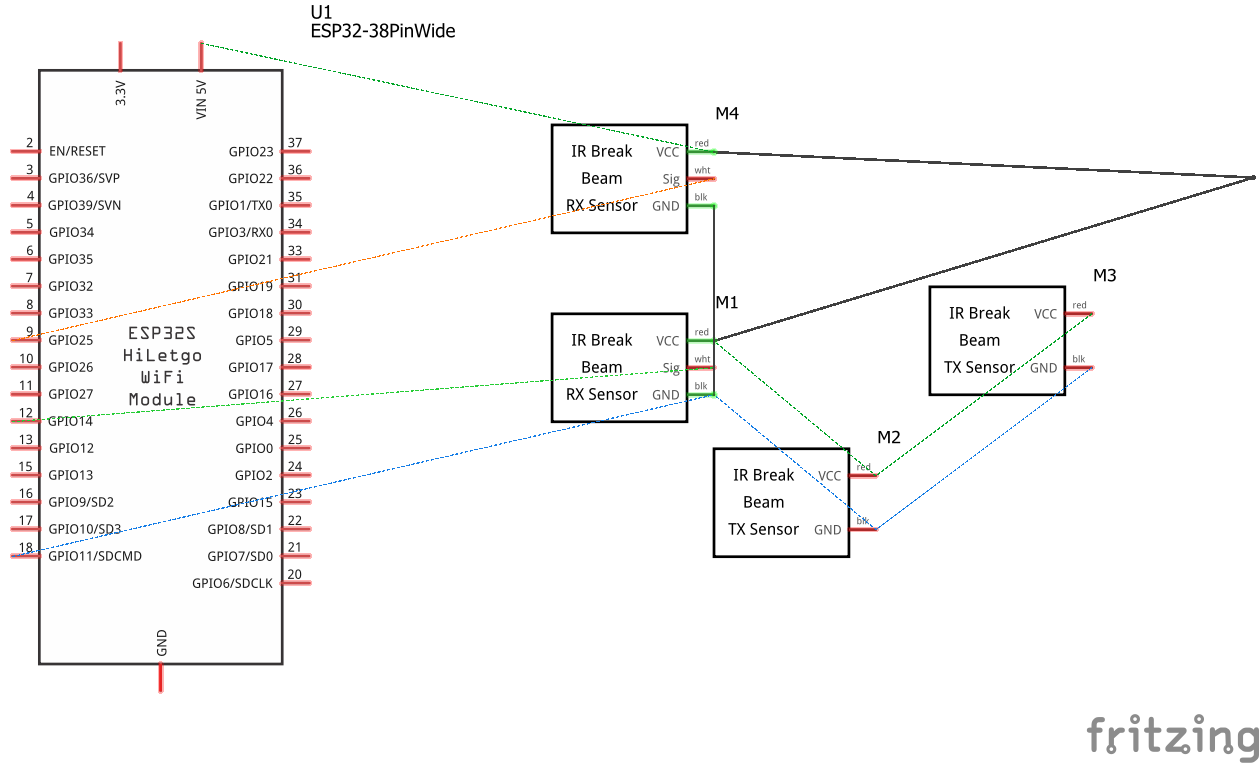 U1
ESP32-38PinWide
3.3V
VIN 5V
2 EN/RESET
3 GPIO36/SVP
4 GPIO39/SVN
5 GPIO34
6 GPIO35
7 GPIO32
8 GPIO33
9 GPIO25
10 GPIO26
11 GPIO27
12 GPIO14
13 GPIO12
15 GPIO13
16 GPIO9/SD2
17 GPIO10/SD3
18 GPIO11/SDCMD
ESP32S
HiLetgo
WiFi
Module
GPIO23 37
GPIO22 36
GPIO1/TX0 35
GPIO3/RX0 34
GPIO21 33
GPIO19 31
GPIO18 30
GPIO5 29
GPIO17 28
GPIO16 27
GPIO4 26
GPIO0 25
GPIO2 24
GPIO15 23
GPIO8/SD1 22
GPIO7/SD0 21
GPIO6/SDCLK 20
GND
M4
IR Break VCC red
Beam Sig wht
RX Sensor GND blk
M1
IR Break VCC red
Beam Sig wht
RX Sensor GND blk
M3
IR Break VCC red
Beam
TX Sensor GND blk
M2
IR Break VCC red
Beam
TX Sensor GND blk
fritzing